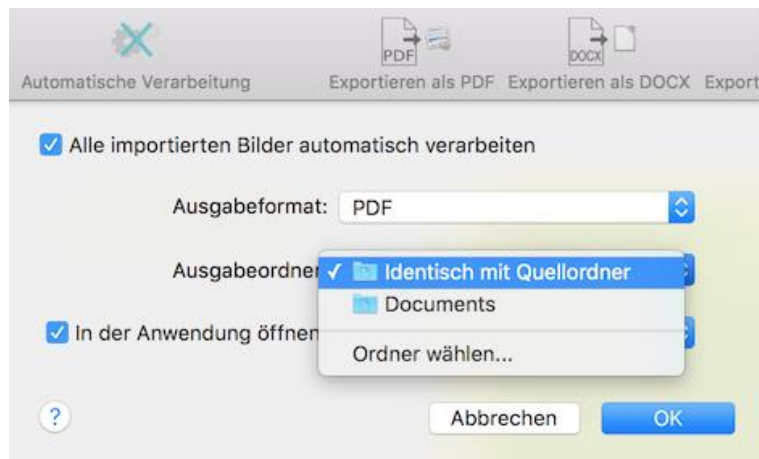 PDF
DOCX
Automatische Verarbeitung
Exportieren als PDF
Exportieren als DOCX
Export
Alle importierten Bilder automatisch verarbeiten
Ausgabeformat:
PDF
Ausgabeordner
✓ Identisch mit Quellordner
Documents
In der Anwendung öffnen
Ordner wählen...
?
Abbrechen
OK